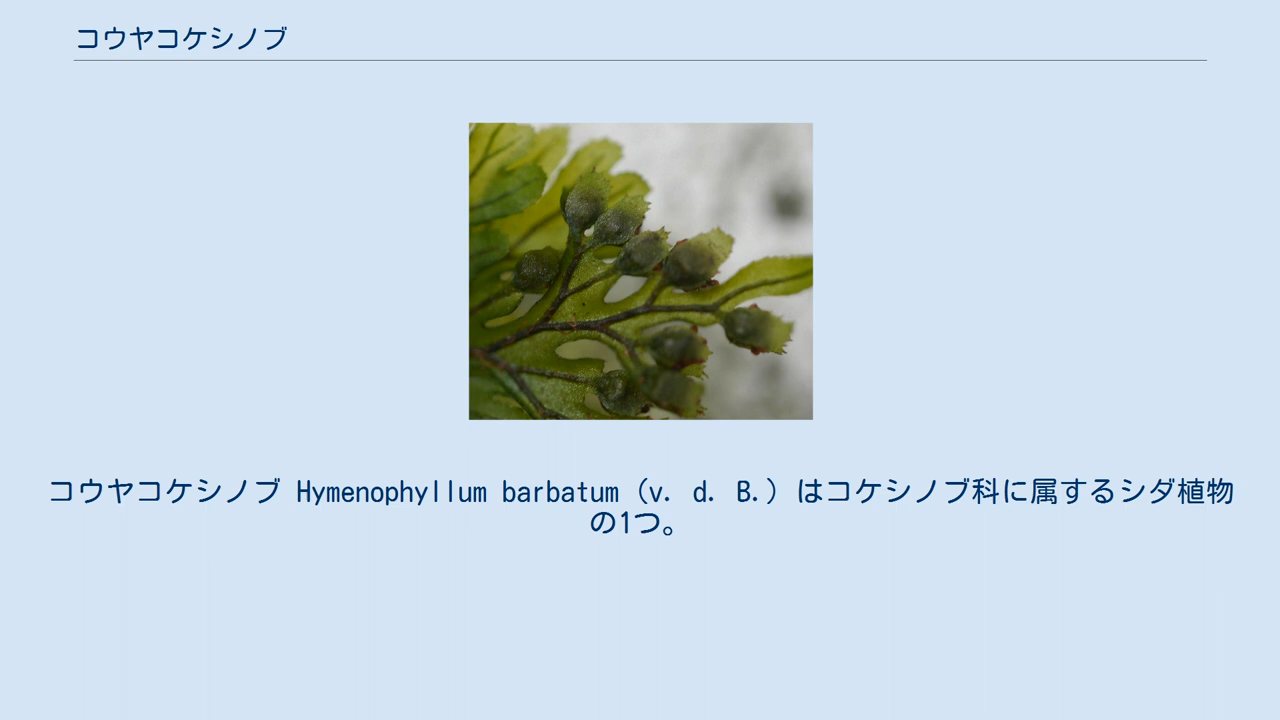 コウヤコケシノブ
コウヤコケシノブ Hymenophyllum barbatum（v. d. B.）はコケシノブ科に属するシダ植物
の1つ。